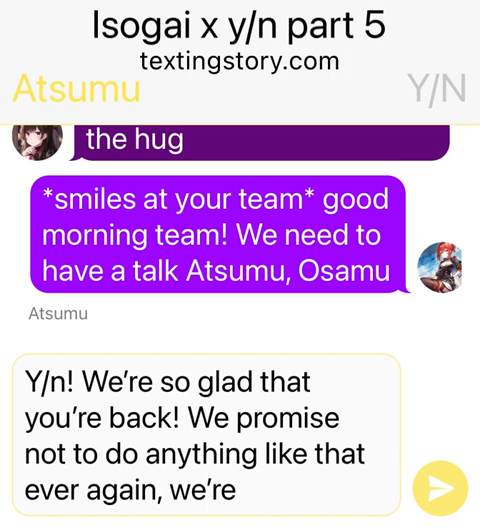 Isogai x y/n part 5
textingstory.com
Atsumu Y/N
the hug
*smiles at your team* good
morning team! We need to
have a talk Atsumu, Osamu
Atsumu
Y/n! We’re so glad that
you’re back! We promise
not to do anything like that
ever again, we’re